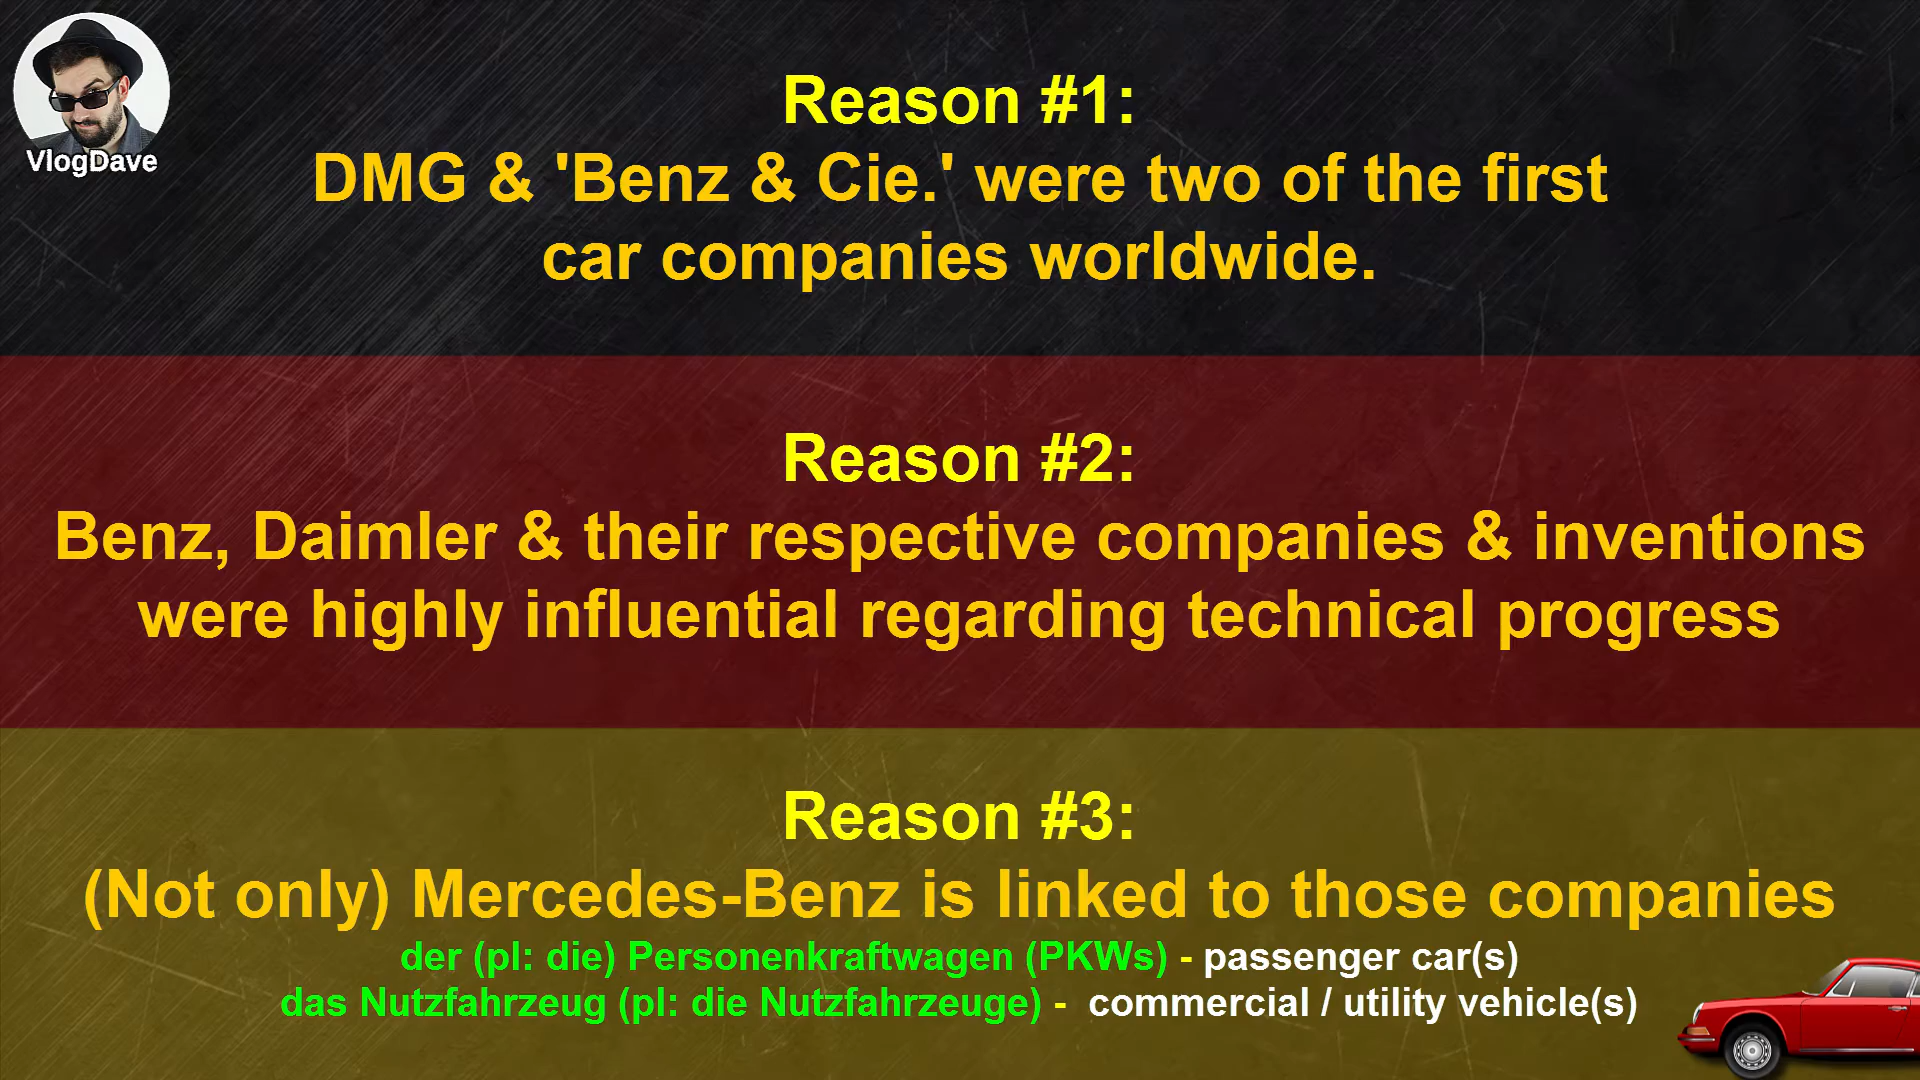 VlogDave
Reason #1:
DMG & 'Benz & Cie.' were two of the first
car companies worldwide.
Reason #2:
Benz, Daimler & their respective companies & inventions
were highly influential regarding technical progress
Reason #3:
(Not only) Mercedes-Benz is linked to those companies
der (pl: die) Personenkraftwagen (PKWs) - passenger car(s)
das Nutzfahrzeug (pl: die Nutzfahrzeuge) - commercial / utility vehicle(s)